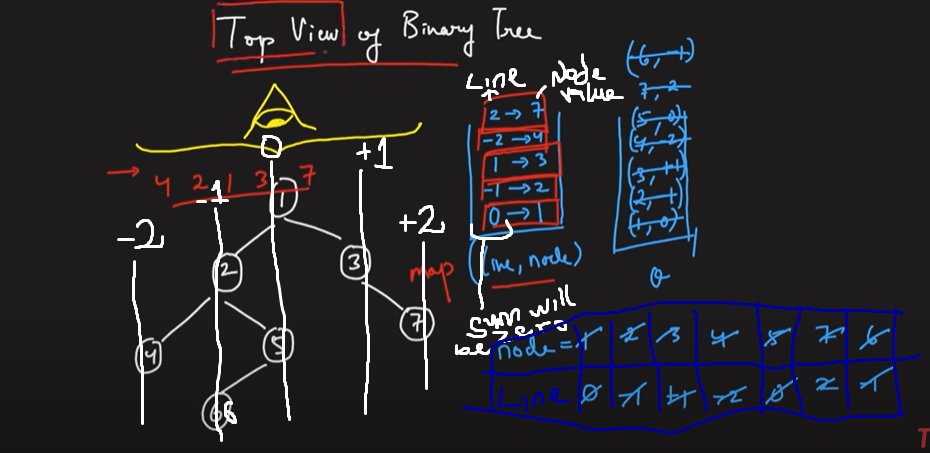 Top View of Binary Tree
Line
Node
value
2 → 7
-2 → 4
1 → 3
-1 → 2
0 → 1
(line, node)
map
Sum will
be zero
(6, -1)
7, 2
(5, 0)
(4, -2)
(3, +1)
(2, -1)
(1, 0)
Q
→ 4 2 1 3 7
-2
-1
0
+1
+2
1
2
3
4
5
7
6
node = 1 2 3 4 5 7 6
Line 0 -1 +1 -2 0 2 -1
T